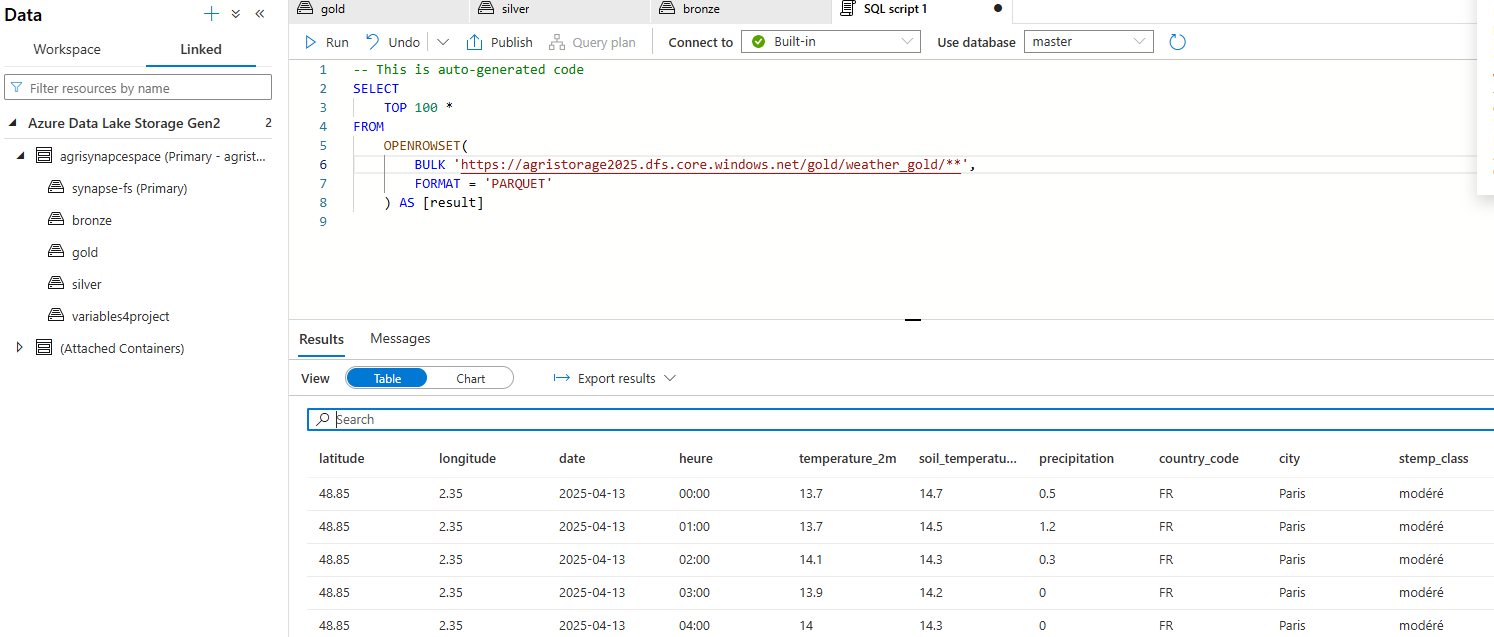 Data
Workspace Linked
Filter resources by name
Azure Data Lake Storage Gen2 2
agrisynapcespace (Primary - agrist...
synapse-fs (Primary)
bronze
gold
silver
variables4project
(Attached Containers)
gold silver bronze SQL script 1
Run Undo Publish Query plan Connect to Built-in Use database master
1 -- This is auto-generated code
2 SELECT
3 TOP 100 *
4 FROM
5 OPENROWSET(
6 BULK 'https://agristorage2025.dfs.core.windows.net/gold/weather_gold/**',
7 FORMAT = 'PARQUET'
8 ) AS [result]
9
Results Messages
View Table Chart Export results
Search
latitude longitude date heure temperature_2m soil_temperatu... precipitation country_code city stemp_class
48.85 2.35 2025-04-13 00:00 13.7 14.7 0.5 FR Paris modéré
48.85 2.35 2025-04-13 01:00 13.7 14.5 1.2 FR Paris modéré
48.85 2.35 2025-04-13 02:00 14.1 14.3 0.3 FR Paris modéré
48.85 2.35 2025-04-13 03:00 13.9 14.2 0 FR Paris modéré
48.85 2.35 2025-04-13 04:00 14 14.3 0 FR Paris modéré